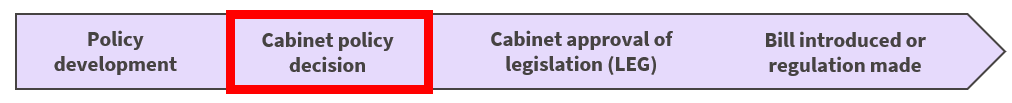 Policy
development
Cabinet policy
decision
Cabinet approval of
legislation (LEG)
Bill introduced or
regulation made